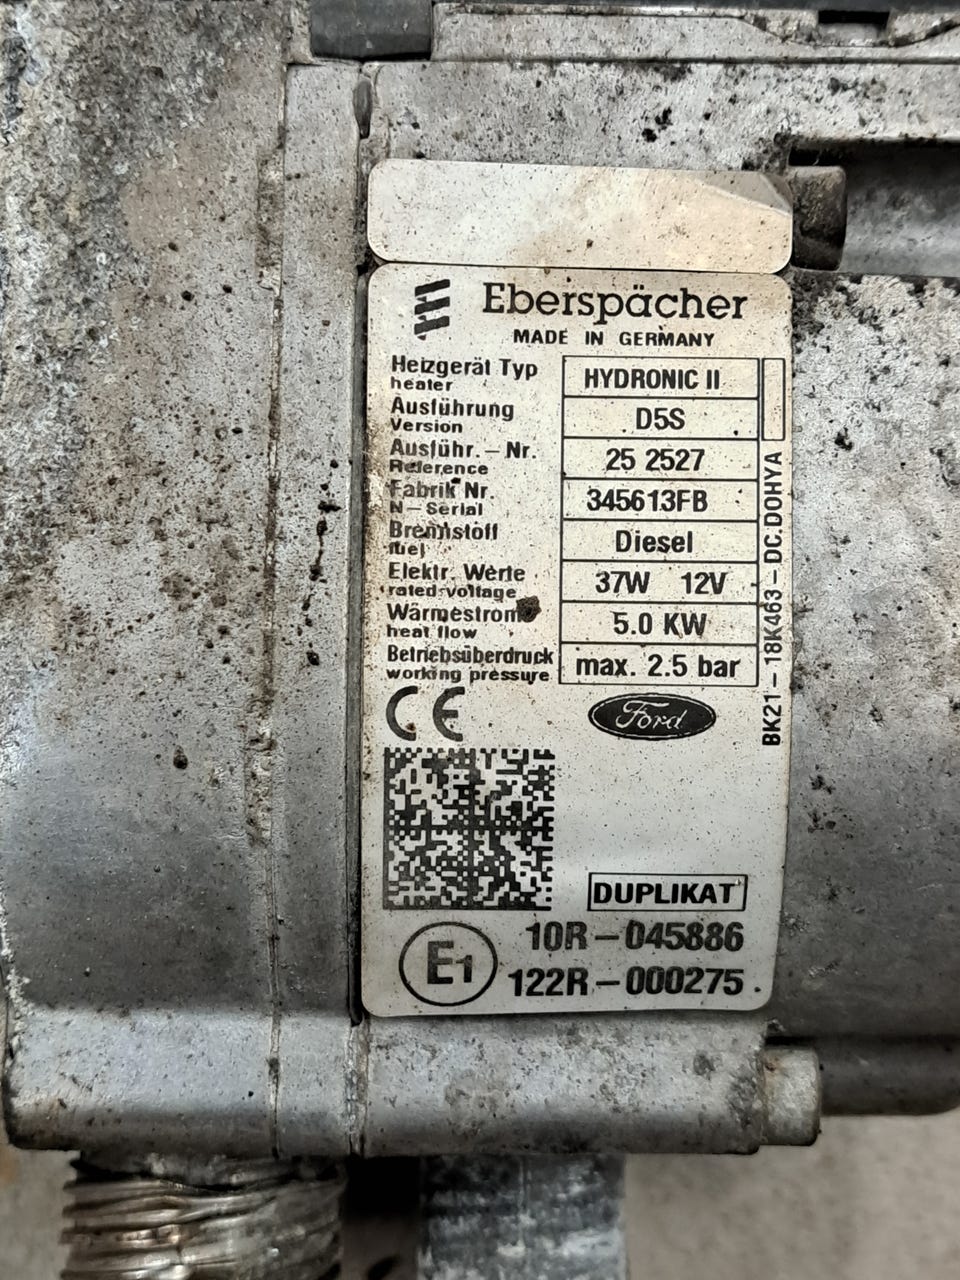 Eberspächer
MADE IN GERMANY
Heizgerät Typ
heater
HYDRONIC II
Ausführung
Version
D5S
Ausführ. – Nr.
Reference
25 2527
Fabrik Nr.
N – Serial
345613FB
Brennstoff
fuel
Diesel
Elektr. Werte
rated voltage
37W 12V
Wärmestrom
heat flow
5.0 KW
Betriebsüberdruck
working pressure
max. 2.5 bar
BK21 – 18K463 – DC.DOHYA
CE
Ford
DUPLIKAT
E1
10R – 045886
122R – 000275 .